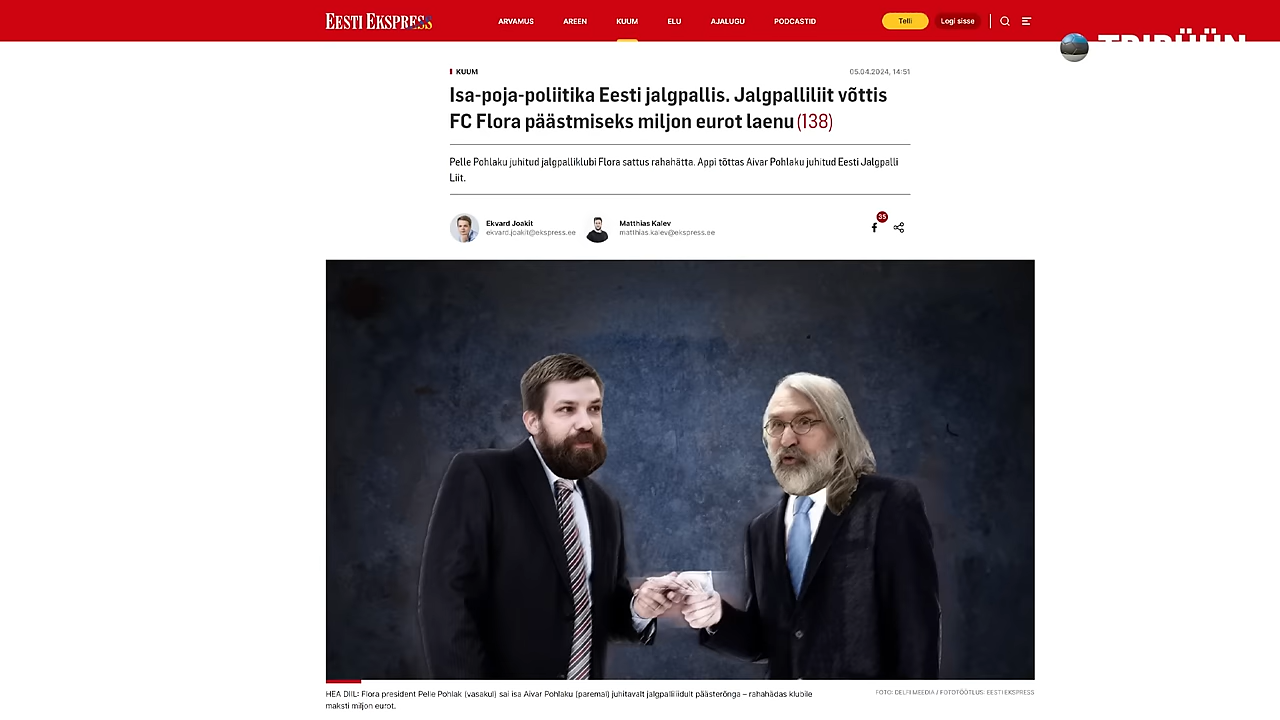 EESTI EKSPRESS
ARVAMUS AREEN KUUM ELU AJALUGU PODCASTID
Telli Logi sisse
TRIBÜÜN
KUUM
05.04.2024, 14:51
Isa-poja-poliitika Eesti jalgpallis. Jalgpalliliit võttis
FC Flora päästmiseks miljon eurot laenu (138)
Pelle Pohlaku juhitud jalgpalliklubi Flora sattus rahahätta. Appi tõttas Aivar Pohlaku juhitud Eesti Jalgpalli
Liit.
Ekvard Joakit
ekvard.joakit@ekspress.ee
Matthias Kalev
matthias.kalev@ekspress.ee
35
HEA DIIL: Flora president Pelle Pohlak (vasakul) sai isa Aivar Pohlaku (paremal) juhitavalt jalgpalliliidult päästerõnga – rahahädas klubile
maksti miljon eurot.
FOTO: DELFI MEEDIA / FOTOTÖÖTLUS: EESTI EKSPRESS